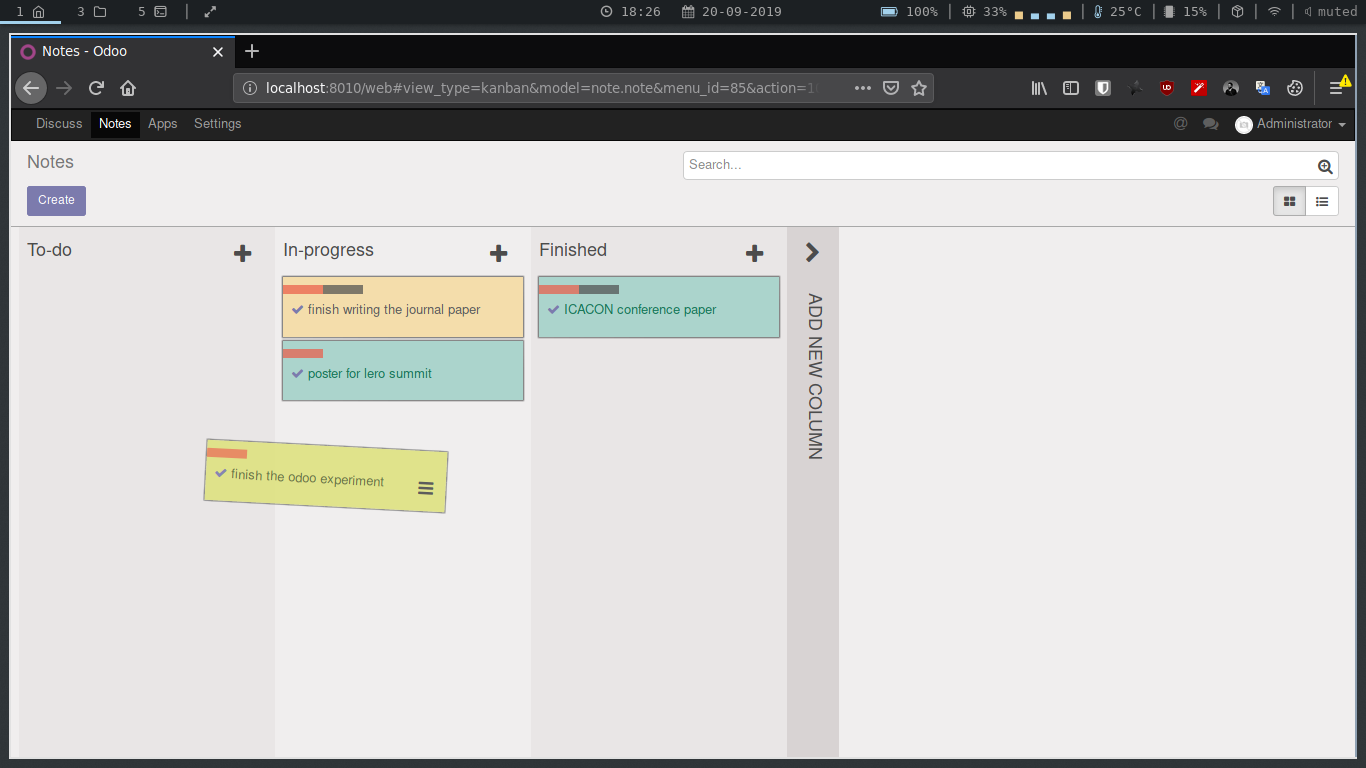 1 3 5 18:26 20-09-2019 100% 33% 25°C 15% muted
Notes - Odoo
localhost:8010/web#view_type=kanban&model=note.note&menu_id=85&action=1
Discuss Notes Apps Settings @ Administrator
Notes Search...
Create
To-do In-progress Finished
finish writing the journal paper ICACON conference paper
poster for lero summit
finish the odoo experiment
ADD NEW COLUMN